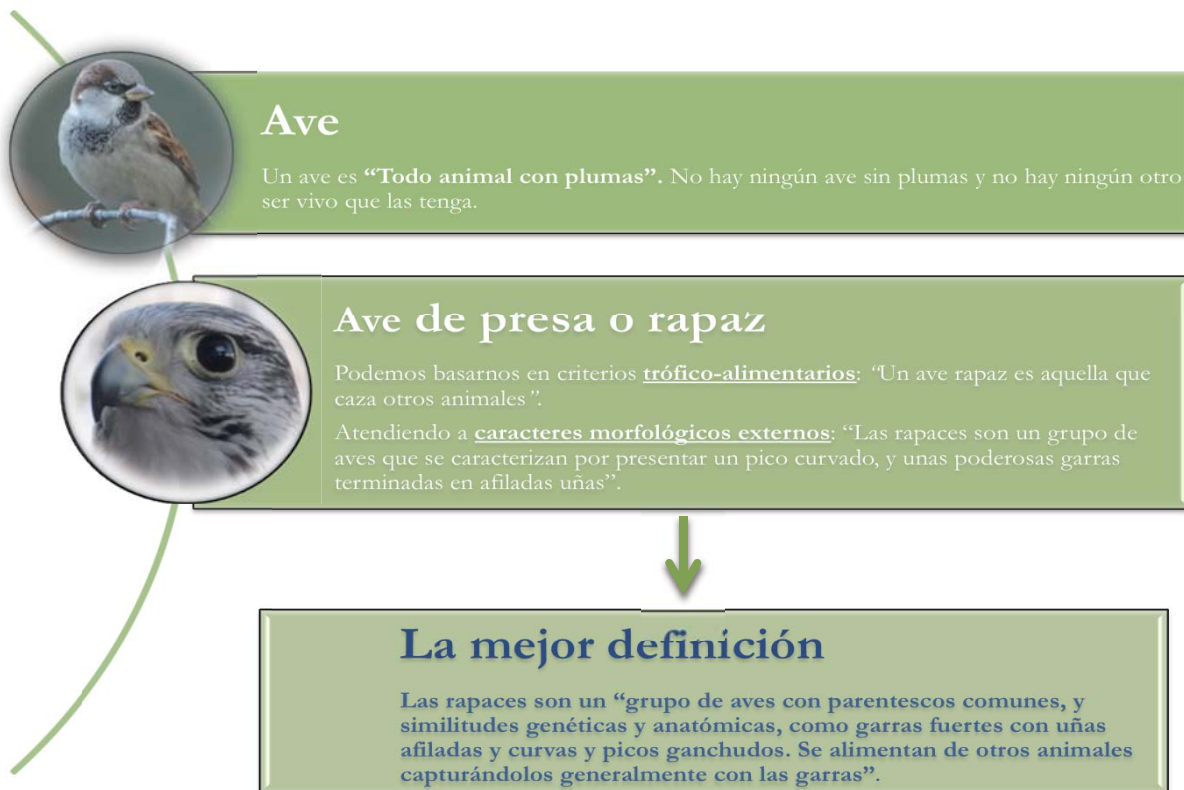 Ave
Un ave es “Todo animal con plumas”. No hay ningún ave sin plumas y no hay ningún otro
ser vivo que las tenga.
Ave de presa o rapaz
Podemos basarnos en criterios trófico-alimentarios: “Un ave rapaz es aquella que
caza otros animales”.
Atendiendo a caracteres morfológicos externos: “Las rapaces son un grupo de
aves que se caracterizan por presentar un pico curvado, y unas poderosas garras
terminadas en afiladas uñas”.
La mejor definición
Las rapaces son un “grupo de aves con parentescos comunes, y
similitudes genéticas y anatómicas, como garras fuertes con uñas
afiladas y curvas y picos ganchudos. Se alimentan de otros animales
capturándolos generalmente con las garras”.